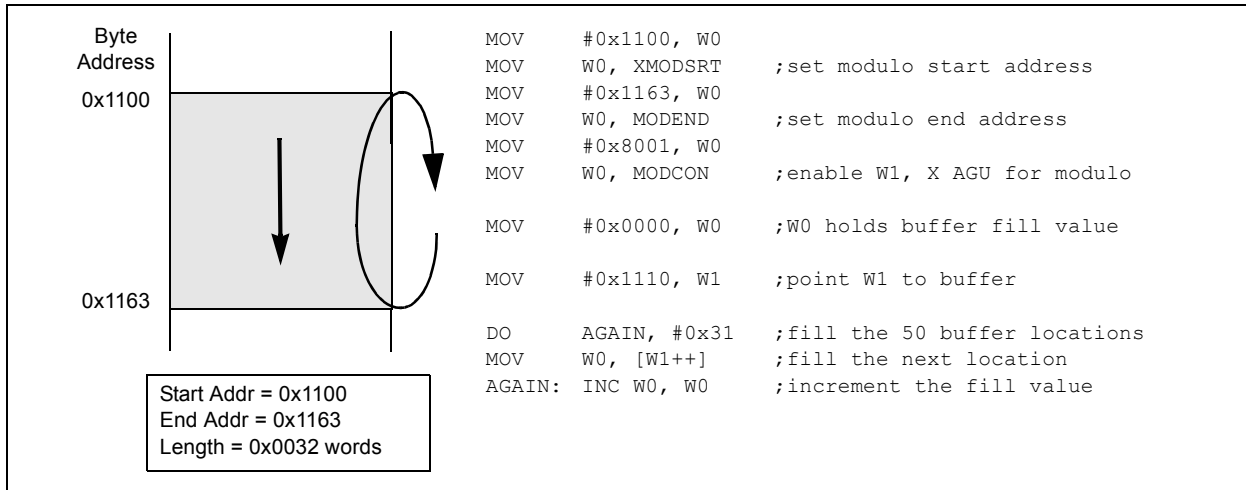 Byte
Address
0x1100
0x1163
Start Addr = 0x1100
End Addr = 0x1163
Length = 0x0032 words
MOV #0x1100, W0
MOV W0, XMODSRT ;set modulo start address
MOV #0x1163, W0
MOV W0, MODEND ;set modulo end address
MOV #0x8001, W0
MOV W0, MODCON ;enable W1, X AGU for modulo
MOV #0x0000, W0 ;W0 holds buffer fill value
MOV #0x1110, W1 ;point W1 to buffer
DO AGAIN, #0x31 ;fill the 50 buffer locations
MOV W0, [W1++] ;fill the next location
AGAIN: INC W0, W0 ;increment the fill value